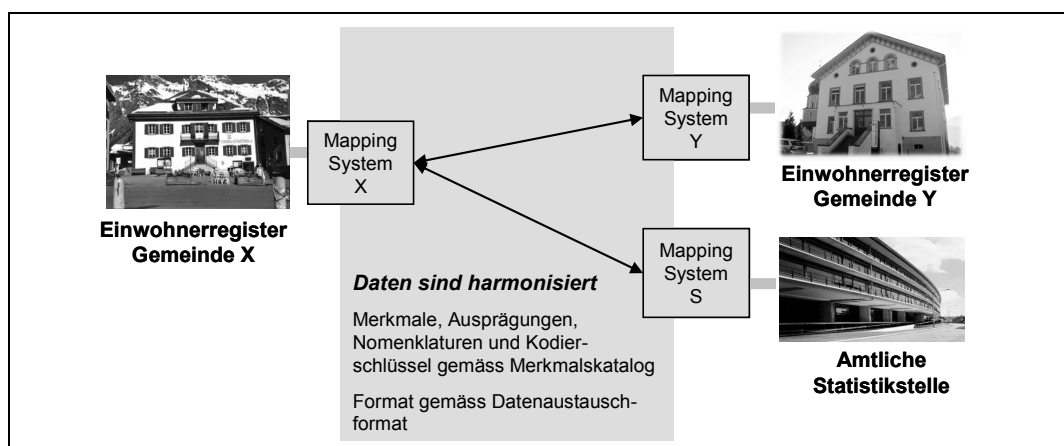 Mapping
System
X
Einwohnerregister
Gemeinde X
Mapping
System
Y
Einwohnerregister
Gemeinde Y
Mapping
System
S
Amtliche
Statistikstelle
Daten sind harmonisiert
Merkmale, Ausprägungen,
Nomenklaturen und Kodier-
schlüssel gemäss Merkmalskatalog
Format gemäss Datenaustausch-
format